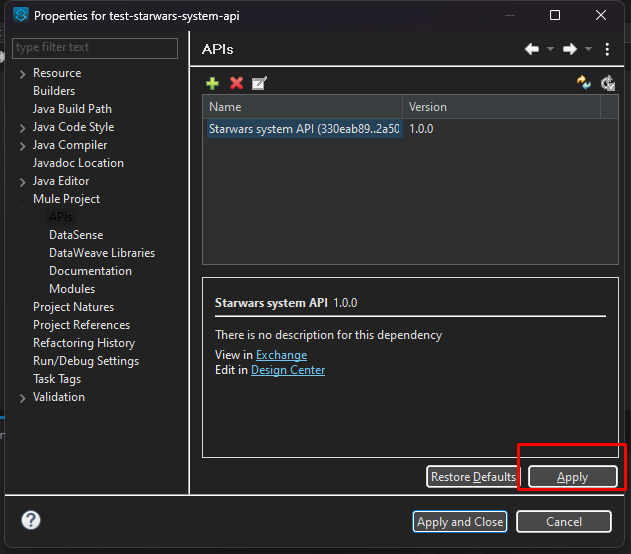 Properties for test-starwars-system-api
type filter text
APIs
Resource
Builders
Java Build Path
Java Code Style
Java Compiler
Javadoc Location
Java Editor
Mule Project
APIs
DataSense
DataWeave Libraries
Documentation
Modules
Project Natures
Project References
Refactoring History
Run/Debug Settings
Task Tags
Validation
Name Version
Starwars system API (330eab89..2a50 1.0.0
Starwars system API 1.0.0
There is no description for this dependency
View in Exchange
Edit in Design Center
Restore Defaults Apply
Apply and Close Cancel